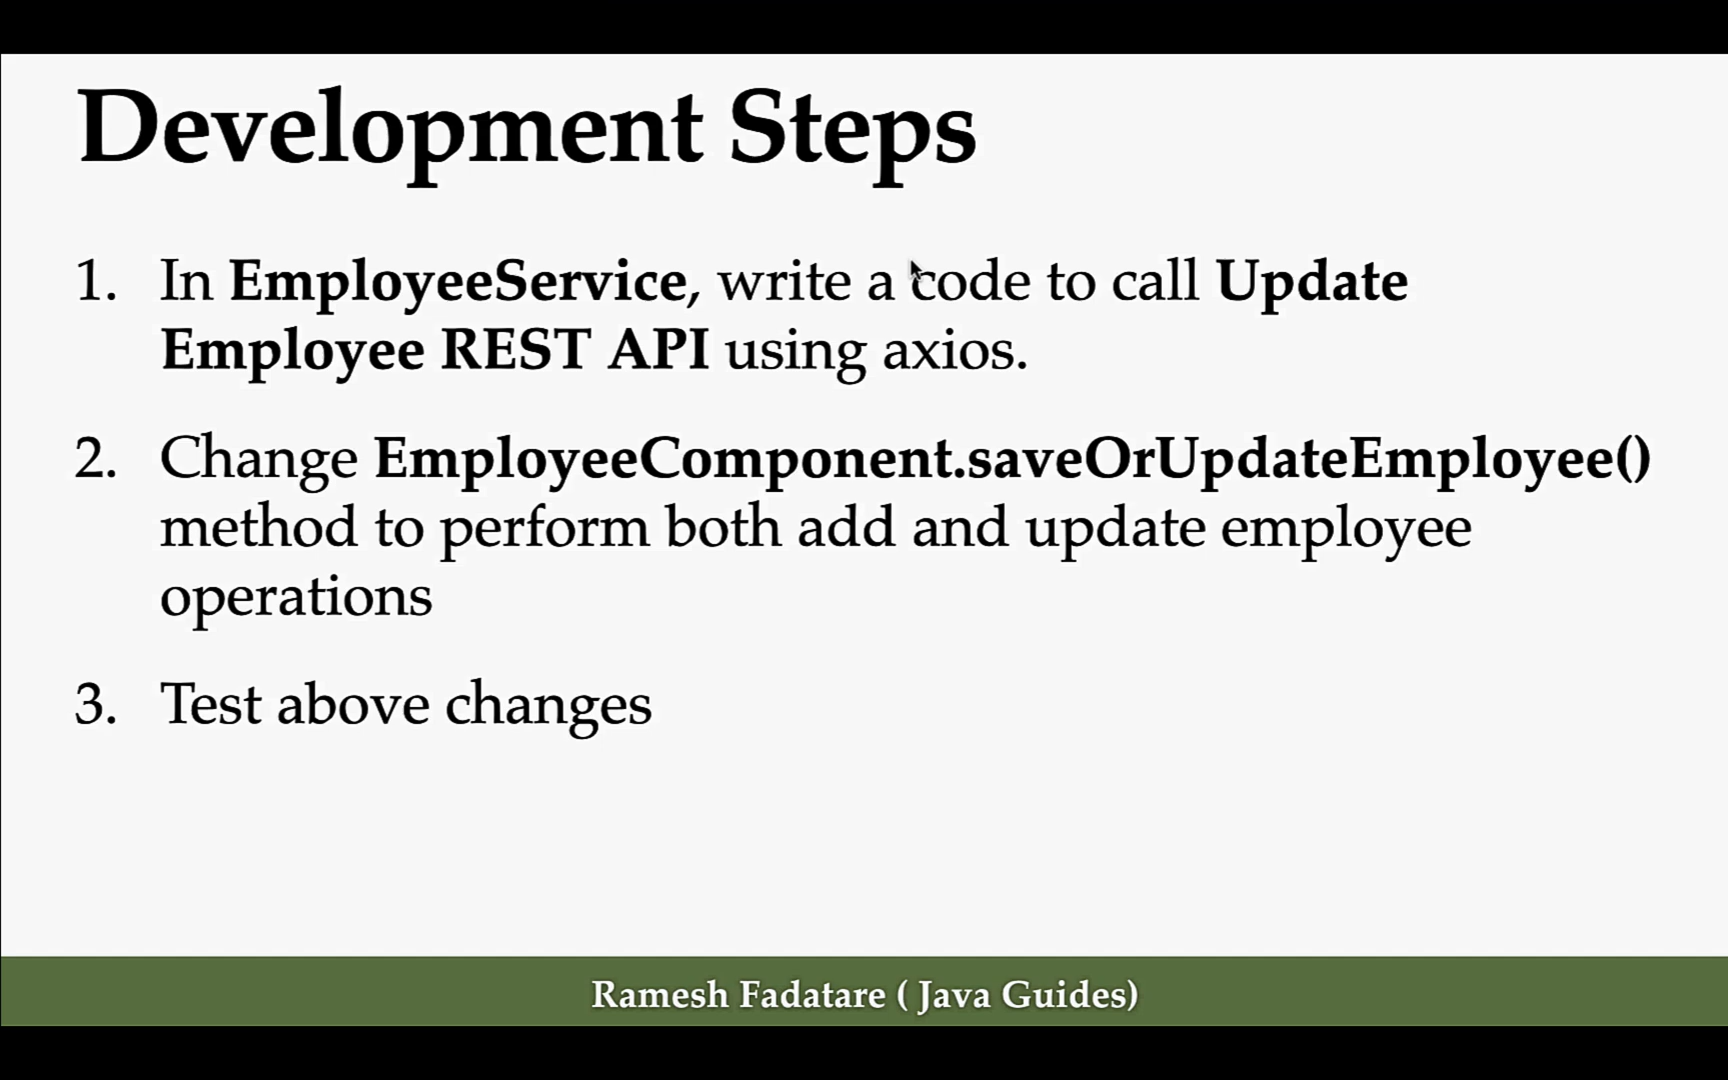 Development Steps
1. In EmployeeService, write a code to call Update
Employee REST API using axios.
2. Change EmployeeComponent.saveOrUpdateEmployee()
method to perform both add and update employee
operations
3. Test above changes
Ramesh Fadatare ( Java Guides)